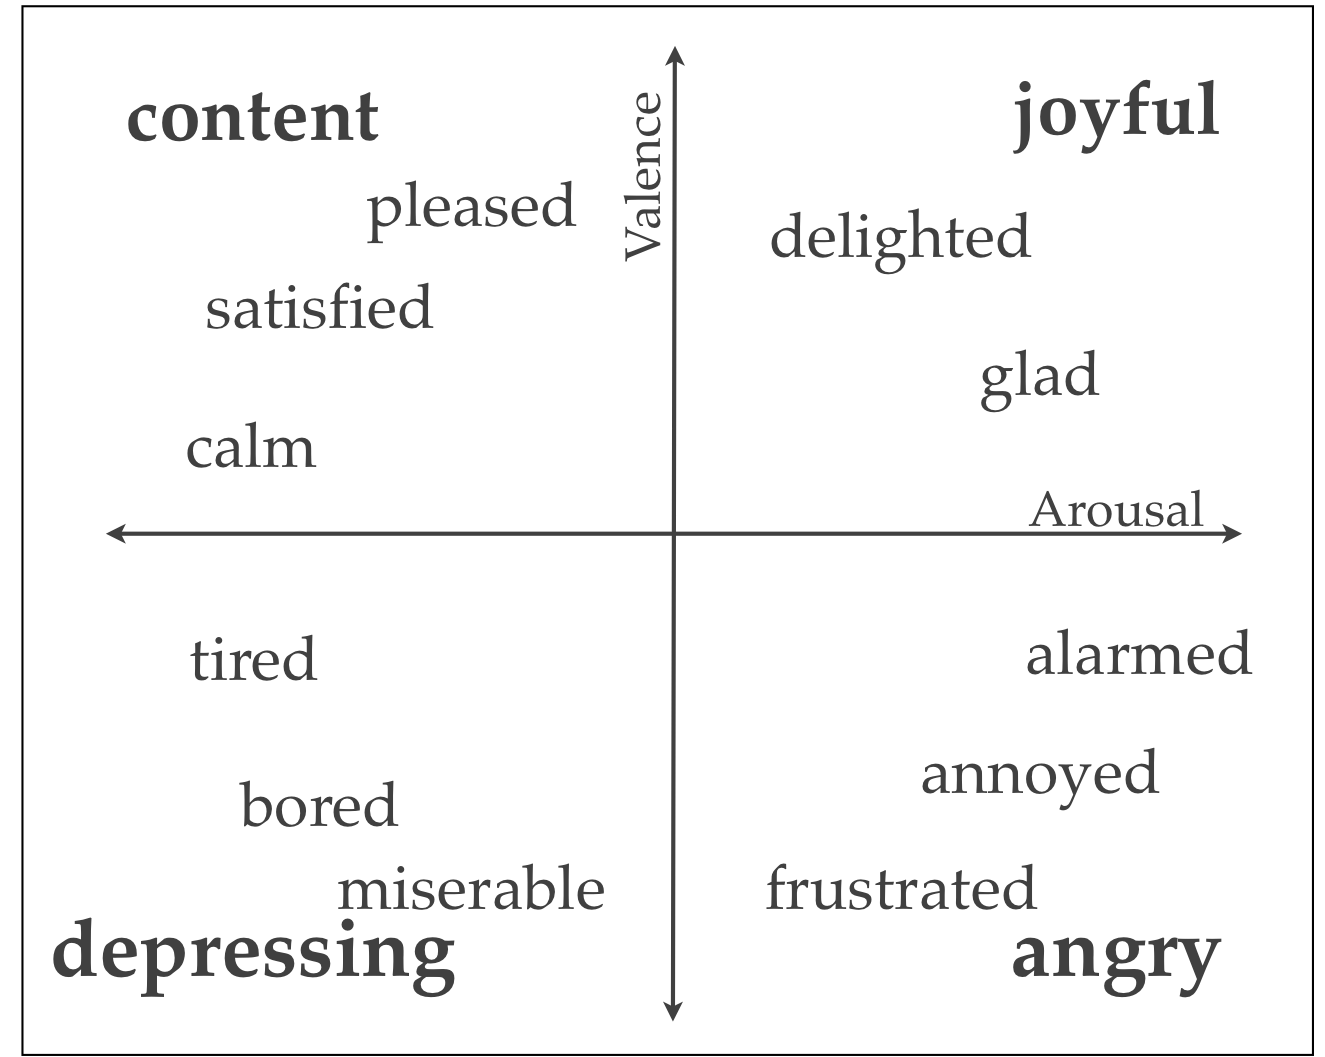 content
joyful
Valence
pleased
delighted
satisfied
glad
calm
Arousal
tired
alarmed
annoyed
bored
miserable
frustrated
depressing
angry